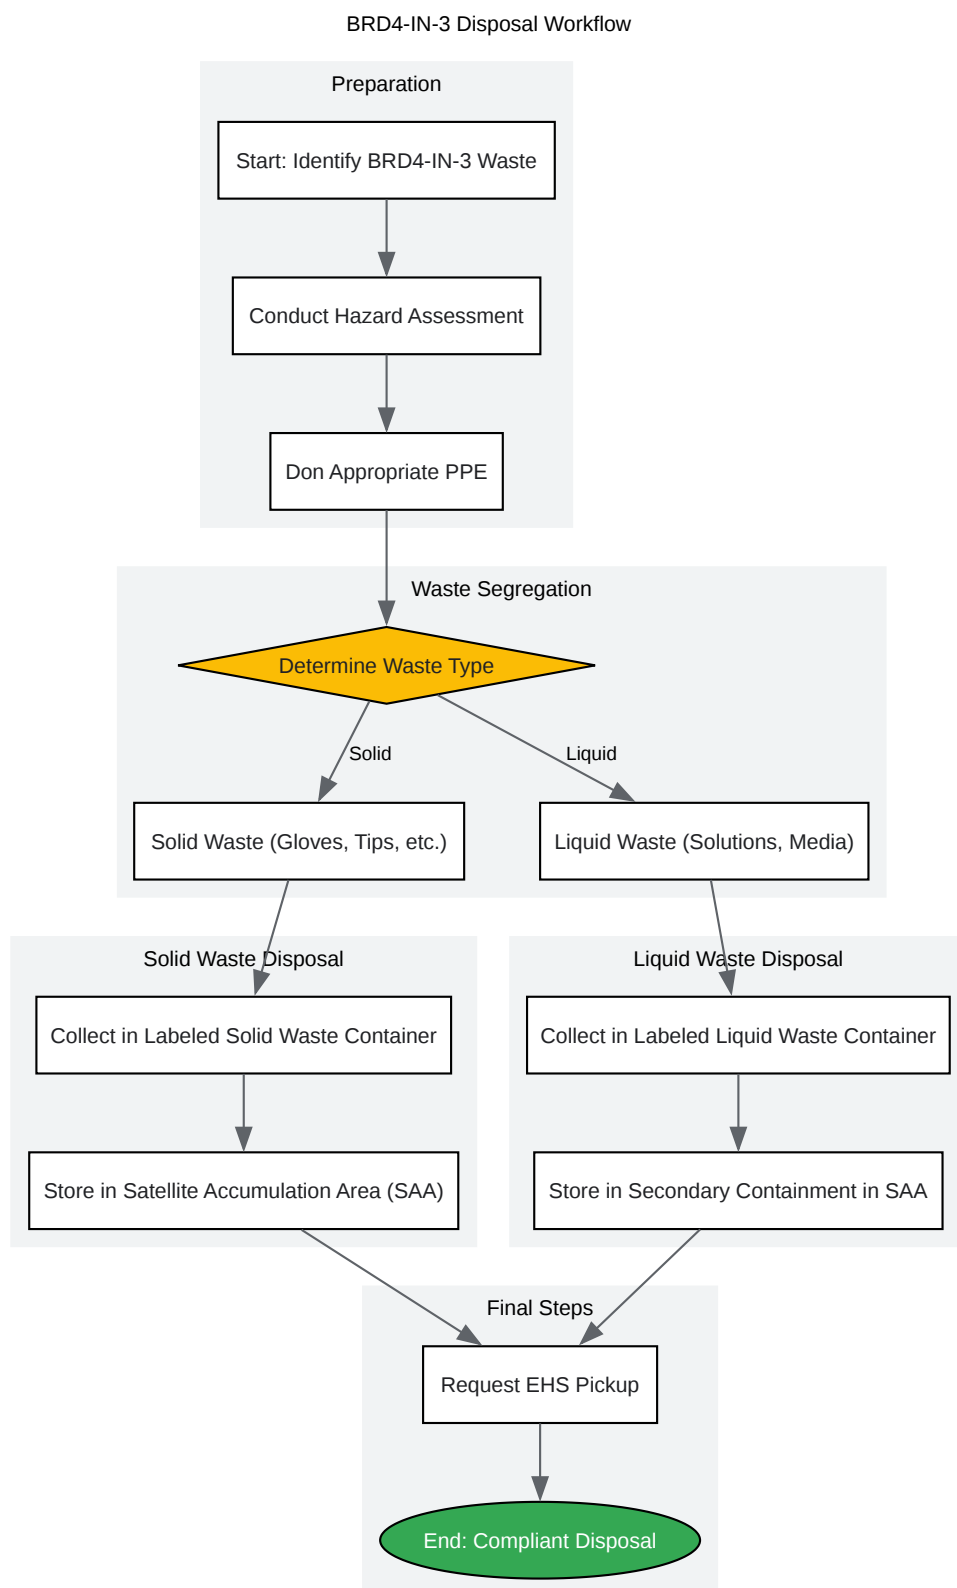 BRD4-IN-3 Disposal Workflow
Preparation
Start: Identify BRD4-IN-3 Waste
Conduct Hazard Assessment
Don Appropriate PPE
Waste Segregation
Determine Waste Type
Solid
Liquid
Solid Waste (Gloves, Tips, etc.)
Liquid Waste (Solutions, Media)
Solid Waste Disposal
Liquid Waste Disposal
Collect in Labeled Solid Waste Container
Collect in Labeled Liquid Waste Container
Store in Satellite Accumulation Area (SAA)
Store in Secondary Containment in SAA
Final Steps
Request EHS Pickup
End: Compliant Disposal